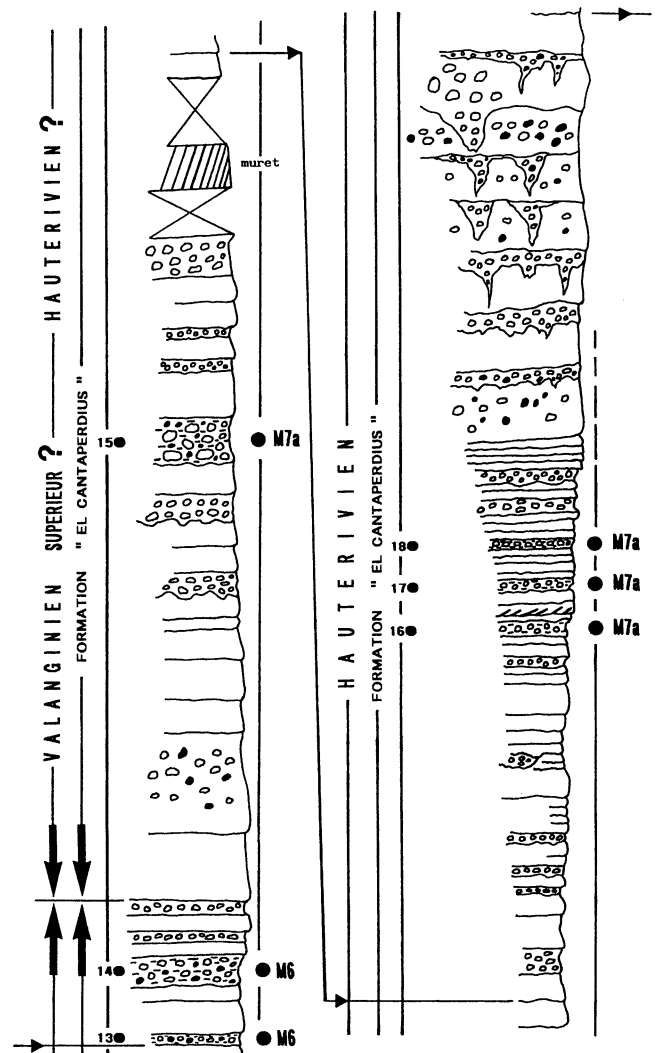 HAUTERIVIEN ?
VALANGINIEN SUPERIEUR ?
FORMATION " EL CANTAPERDIUS "
muret
15
M7a
14
M6
13
M6
HAUTERIVIEN
FORMATION " EL CANTAPERDIUS"
18
M7a
17
M7a
16
M7a